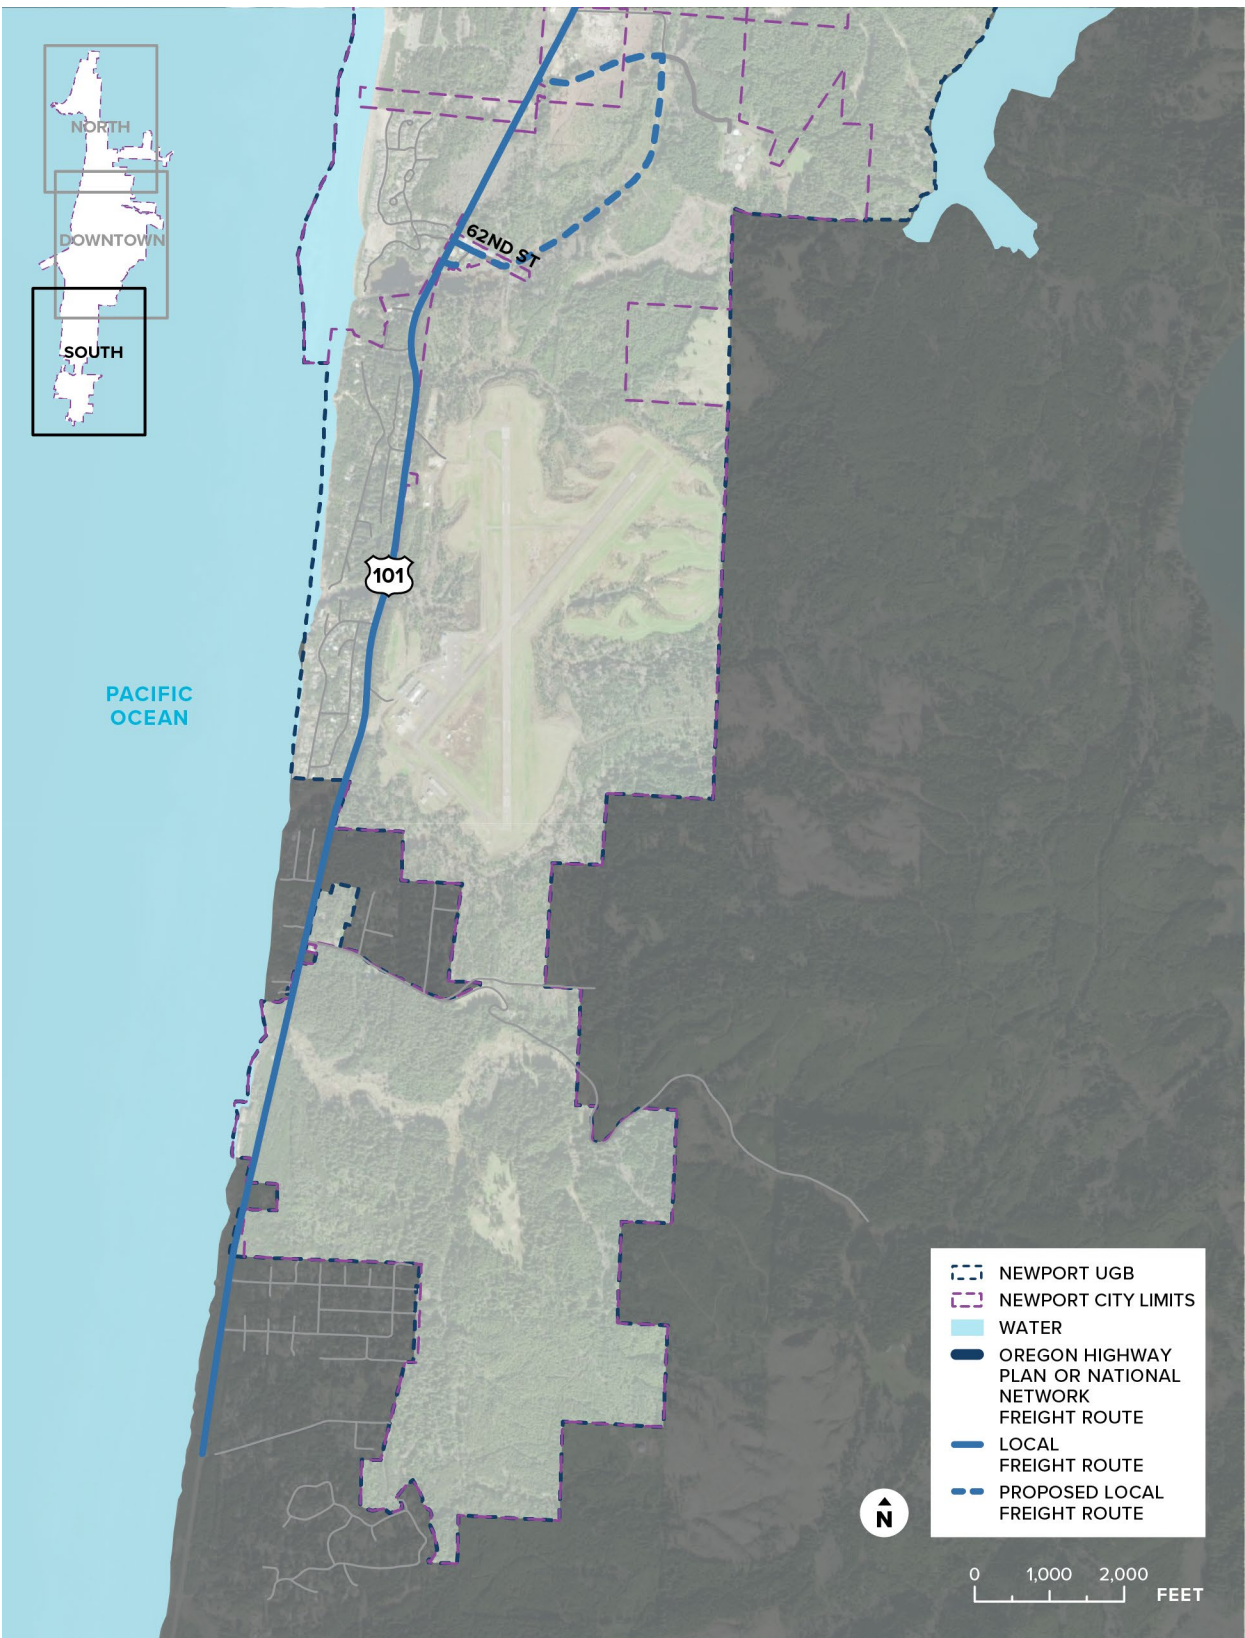 NORTH
DOWNTOWN
SOUTH
62ND ST
101
PACIFIC
OCEAN
NEWPORT UGB
NEWPORT CITY LIMITS
WATER
OREGON HIGHWAY
PLAN OR NATIONAL
NETWORK
FREIGHT ROUTE
LOCAL
FREIGHT ROUTE
PROPOSED LOCAL
FREIGHT ROUTE
N
0 1,000 2,000
FEET